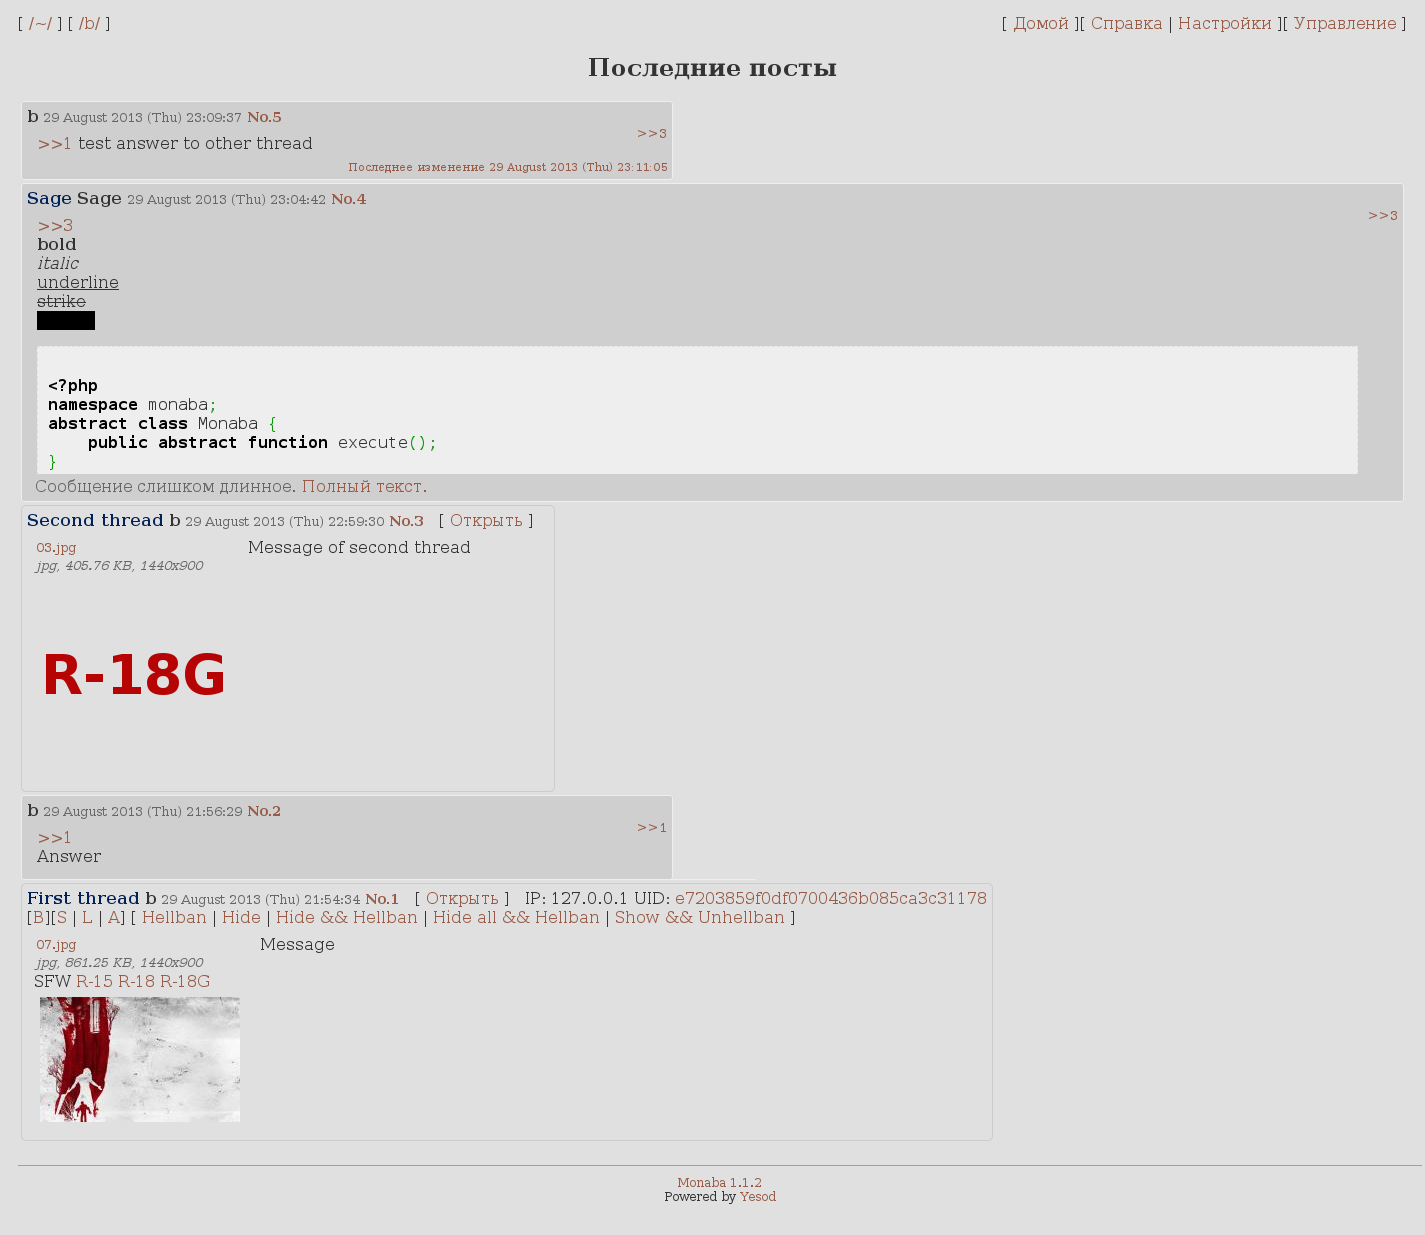 [ /~/ ] [ /b/ ]
[ Домой ][ Справка | Настройки ][ Управление ]
Последние посты
b 29 August 2013 (Thu) 23:09:37 No.5
>>3
>>1 test answer to other thread
Последнее изменение 29 August 2013 (Thu) 23:11:05
Sage Sage 29 August 2013 (Thu) 23:04:42 No.4
>>3
>>3
bold
italic
underline
strike
<?php
namespace monaba;
abstract class Monaba {
    public abstract function execute();
}
Сообщение слишком длинное. Полный текст.
Second thread b 29 August 2013 (Thu) 22:59:30 No.3 [ Открыть ]
03.jpg
Message of second thread
jpg, 405.76 KB, 1440x900
R-18G
b 29 August 2013 (Thu) 21:56:29 No.2
>>1
>>1
Answer
First thread b 29 August 2013 (Thu) 21:54:34 No.1 [ Открыть ] IP: 127.0.0.1 UID: e7203859f0df0700436b085ca3c31178
[B][S | L | A] [ Hellban | Hide | Hide && Hellban | Hide all && Hellban | Show && Unhellban ]
07.jpg
Message
jpg, 861.25 KB, 1440x900
SFW R-15 R-18 R-18G
Monaba 1.1.2
Powered by Yesod